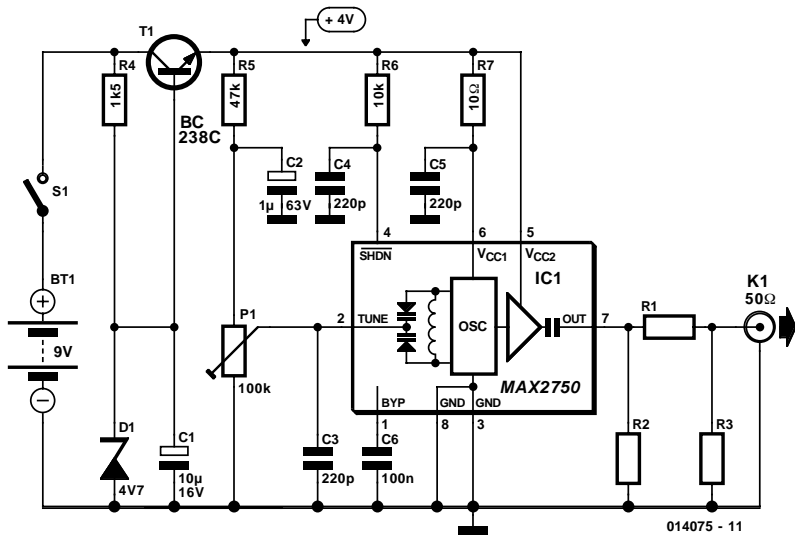 T1
+ 4V
R4
1k5
R5
47k
R6
10k
R7
10Ω
BC
238C
C2
1µ
63V
C4
220p
C5
220p
S1
4
6
5
SHDN
VCC1
VCC2
IC1
BT1
K1
50Ω
P1
2
TUNE
OSC
OUT
7
R1
9V
100k
MAX2750
BYP
GND
GND
1
8
3
D1
C1
R2
R3
C3
C6
4V7
10µ
16V
220p
100n
014075 - 11